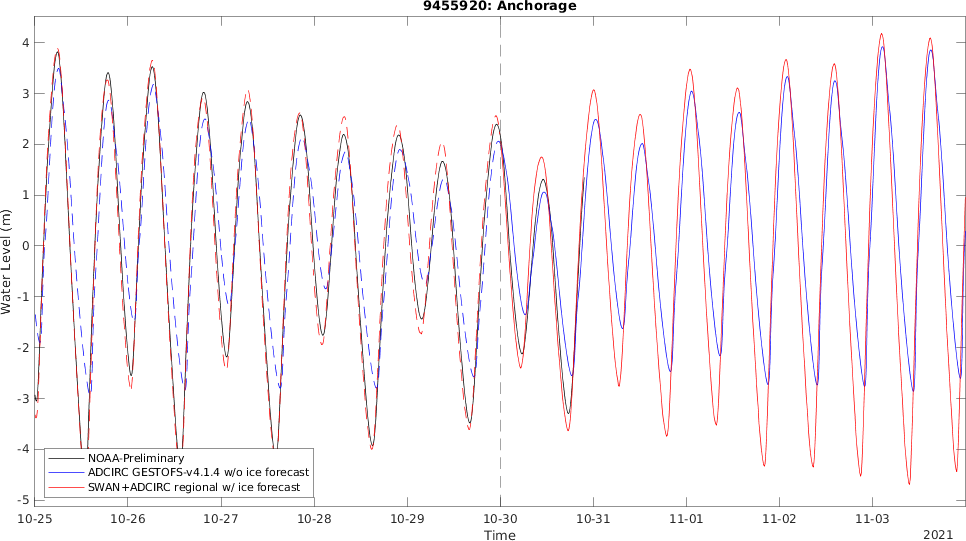 9455920: Anchorage
Water Level (m)
4
3
2
1
0
-1
-2
-3
-4
-5
NOAA-Preliminary
ADCIRC GESTOFS-v4.1.4 w/o ice forecast
SWAN+ADCIRC regional w/ ice forecast
10-25 10-26 10-27 10-28 10-29 10-30 10-31 11-01 11-02 11-03
Time
2021